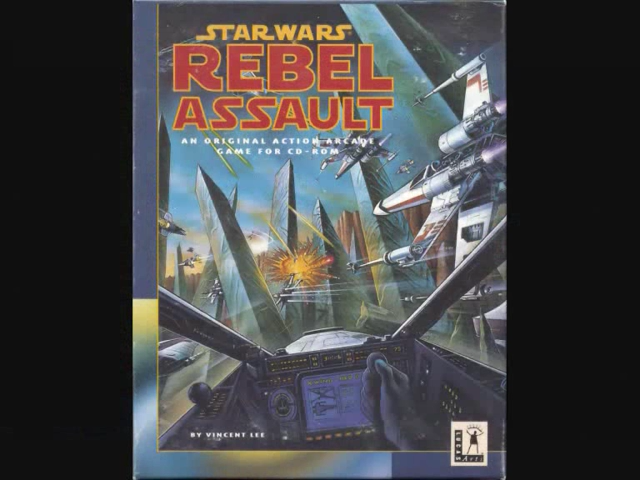 STAR WARS
REBEL
ASSAULT
AN ORIGINAL ACTION ARCADE
GAME FOR CD-ROM
BY VINCENT LEE